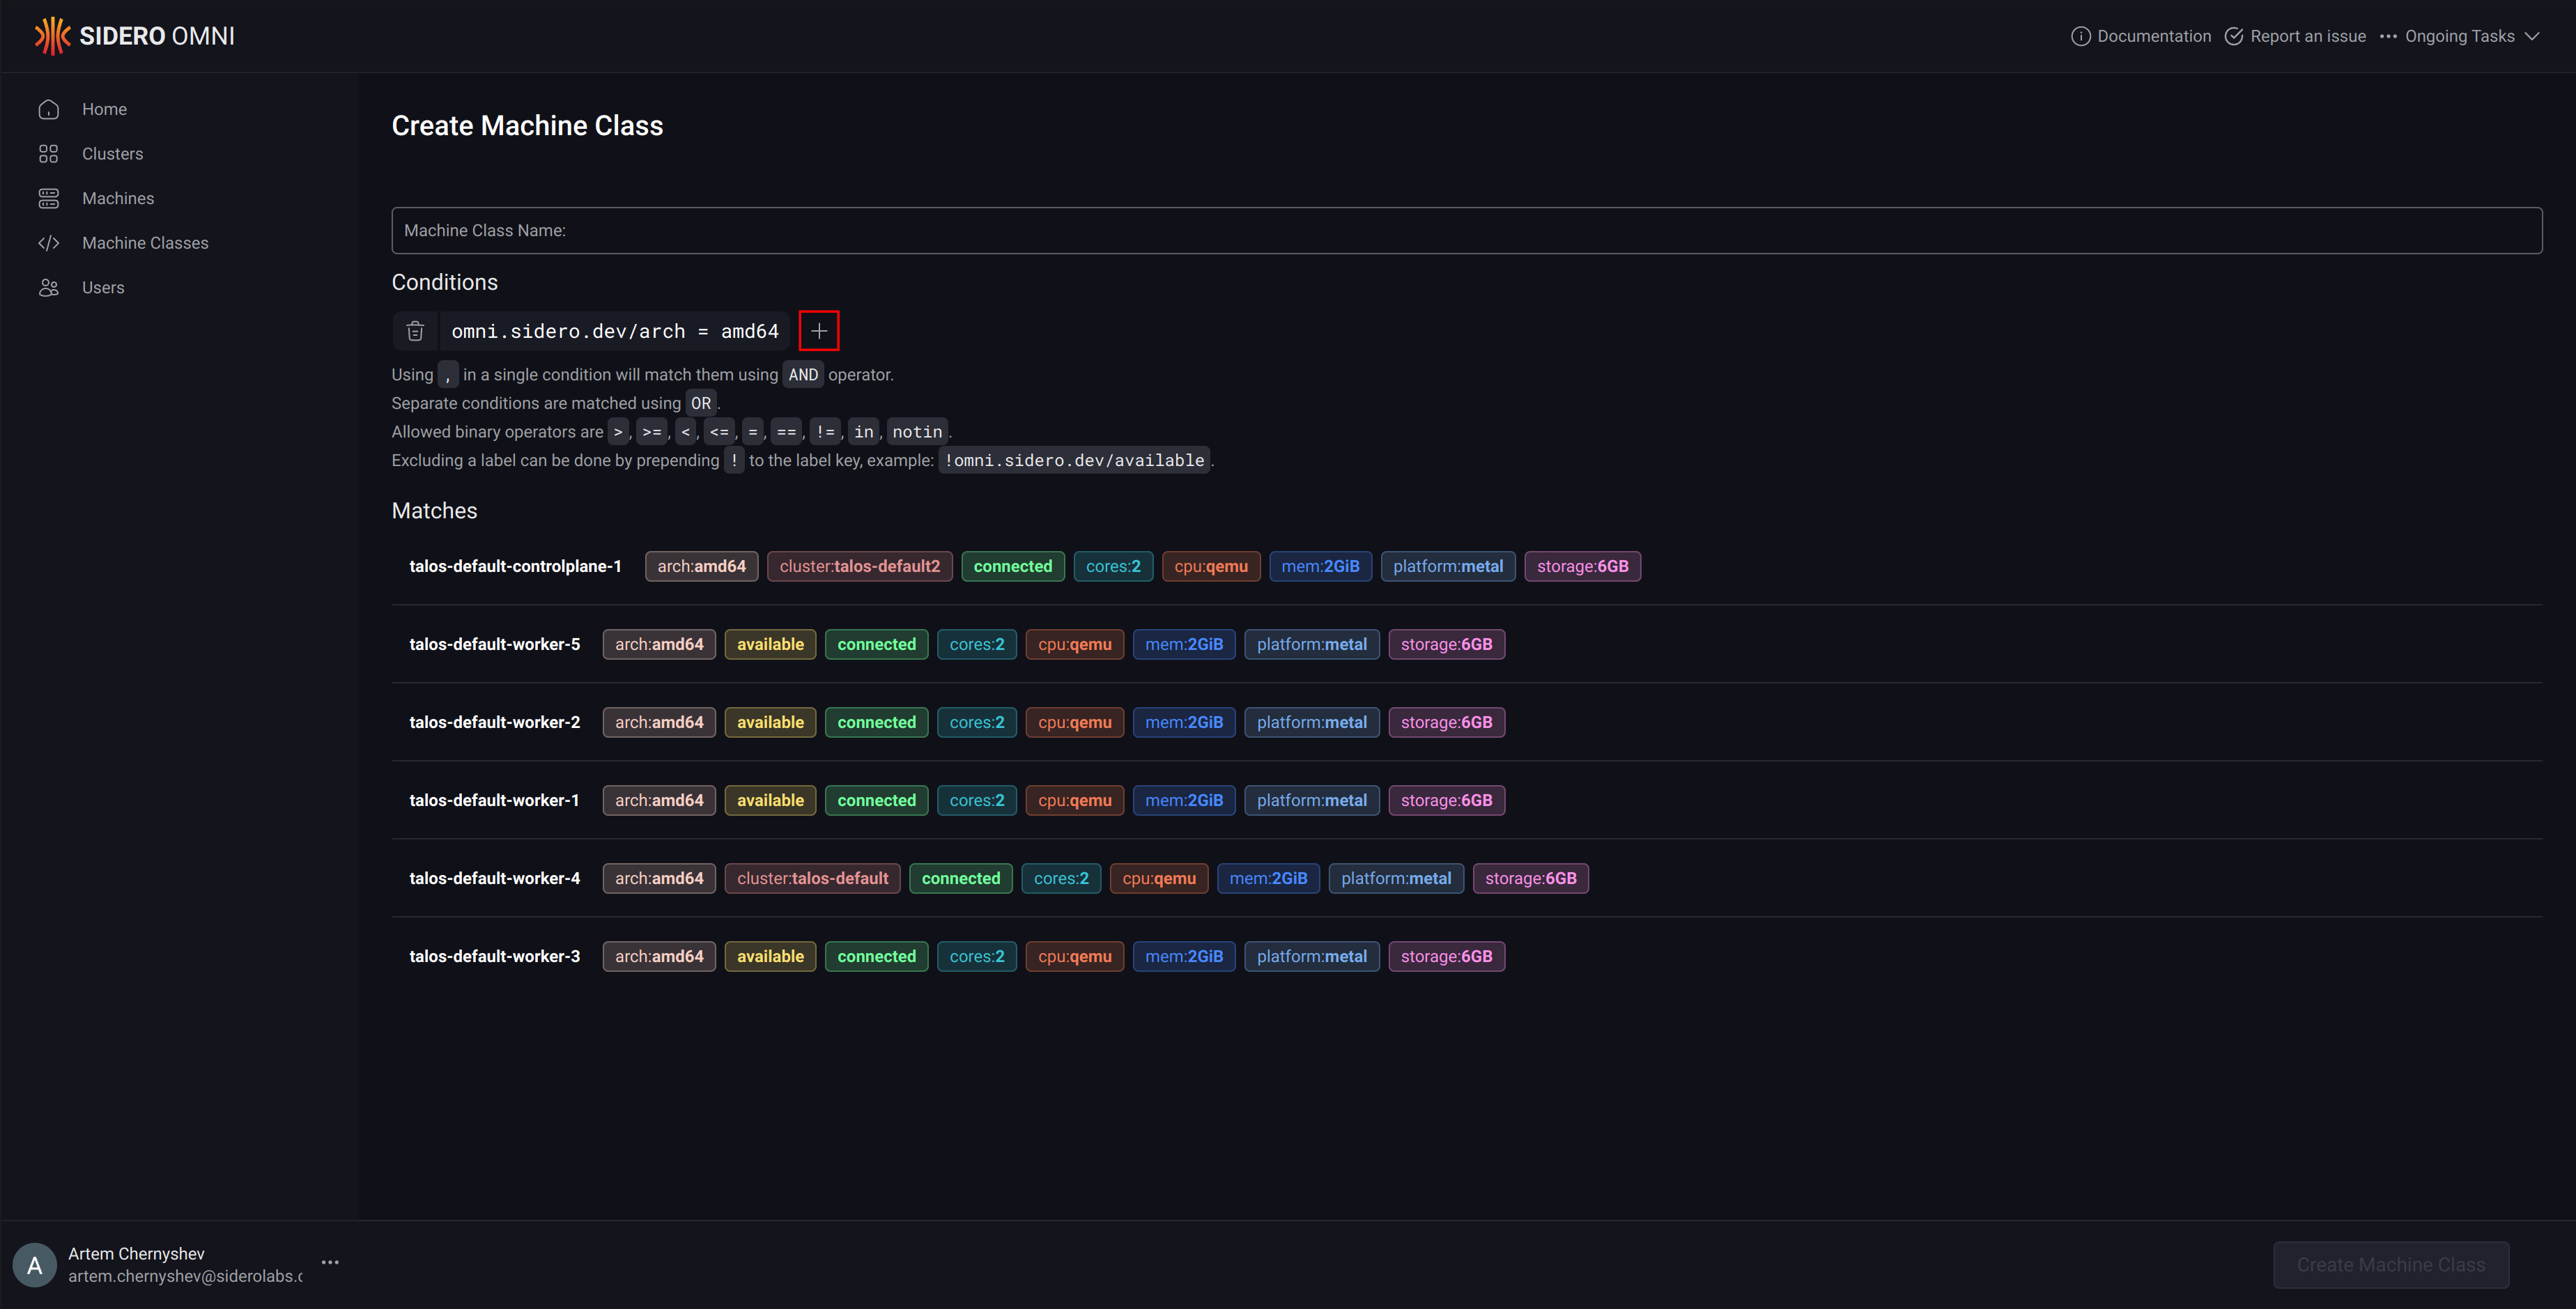 SIDERO OMNI
Documentation Report an issue Ongoing Tasks
Home
Clusters
Machines
Machine Classes
Users
Create Machine Class
Machine Class Name:
Conditions
omni.sidero.dev/arch = amd64
Using , in a single condition will match them using AND operator.
Separate conditions are matched using OR.
Allowed binary operators are >, >=, <, <=, =, ==, !=, in, notin.
Excluding a label can be done by prepending ! to the label key, example: !omni.sidero.dev/available.
Matches
talos-default-controlplane-1 arch:amd64 cluster:talos-default2 connected cores:2 cpu:qemu mem:2GiB platform:metal storage:6GB
talos-default-worker-5 arch:amd64 available connected cores:2 cpu:qemu mem:2GiB platform:metal storage:6GB
talos-default-worker-2 arch:amd64 available connected cores:2 cpu:qemu mem:2GiB platform:metal storage:6GB
talos-default-worker-1 arch:amd64 available connected cores:2 cpu:qemu mem:2GiB platform:metal storage:6GB
talos-default-worker-4 arch:amd64 cluster:talos-default connected cores:2 cpu:qemu mem:2GiB platform:metal storage:6GB
talos-default-worker-3 arch:amd64 available connected cores:2 cpu:qemu mem:2GiB platform:metal storage:6GB
A
Artem Chernyshev
artem.chernyshev@siderolabs.c
Create Machine Class